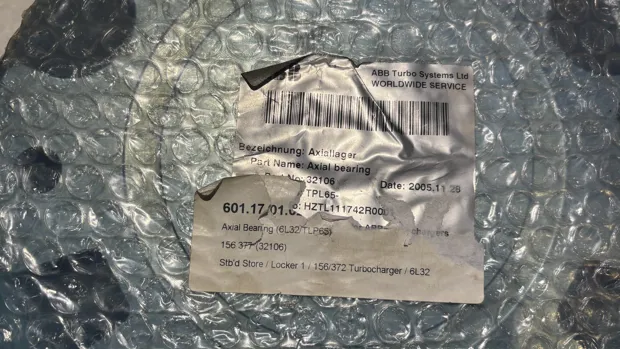 ABB Turbo Systems Ltd
WORLDWIDE SERVICE
Bezeichnung: Axiallager
Part Name: Axial bearing
No: 32106
Date: 2005.11.28
TPL65-
HZTL111742R00
601.17/01.
Axial Bearing (6L32/TLP65)
156 377 (32106)
Stb'd Store / Locker 1 / 156/372 Turbocharger / 6L32